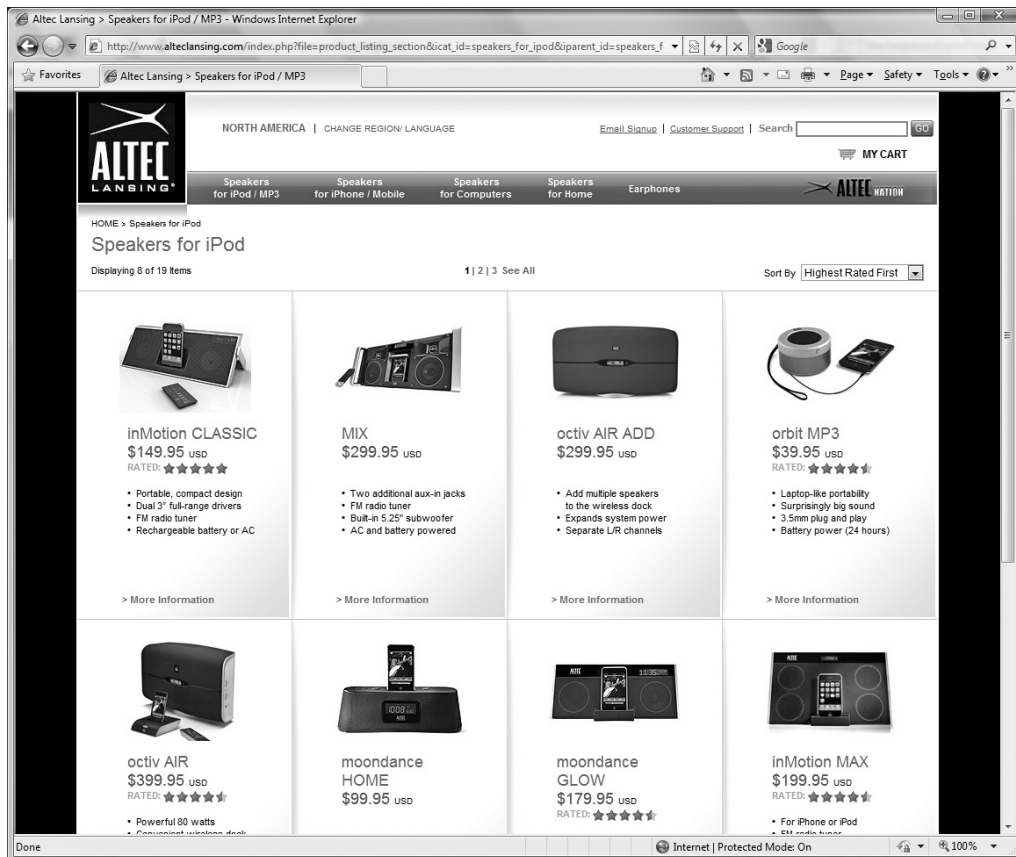 Altec Lansing > Speakers for iPod / MP3 - Windows Internet Explorer
http://www.alteclansing.com/index.php?file=product_listing_section&icat_id=speakers_for_ipod&iparent_id=speakers_f
Google
Favorites
Altec Lansing > Speakers for iPod / MP3
Page Safety Tools
ALTEC
LANSING®
NORTH AMERICA | CHANGE REGION/ LANGUAGE
Email Signup | Customer Support | Search GO
MY CART
Speakers for iPod / MP3
Speakers for iPhone / Mobile
Speakers for Computers
Speakers for Home
Earphones
ALTEC NATION
HOME > Speakers for iPod
Speakers for iPod
Displaying 8 of 19 Items
1 | 2 | 3 See All
Sort By Highest Rated First
inMotion CLASSIC
$149.95 USD
RATED:
• Portable, compact design
• Dual 3" full-range drivers
• FM radio tuner
• Rechargeable battery or AC
> More Information
MIX
$299.95 USD
• Two additional aux-in jacks
• FM radio tuner
• Built-in 5.25" subwoofer
• AC and battery powered
> More Information
octiv AIR ADD
$299.95 USD
• Add multiple speakers
to the wireless dock
• Expands system power
• Separate L/R channels
> More Information
orbit MP3
$39.95 USD
RATED:
• Laptop-like portability
• Surprisingly big sound
• 3.5mm plug and play
• Battery power (24 hours)
> More Information
octiv AIR
$399.95 USD
RATED:
• Powerful 80 watts
• Convenient wireless dock
moondance
HOME
$99.95 USD
moondance
GLOW
$179.95 USD
RATED:
inMotion MAX
$199.95 USD
RATED:
• For iPhone or iPod
• FM radio tuner
Done
Internet | Protected Mode: On
100%